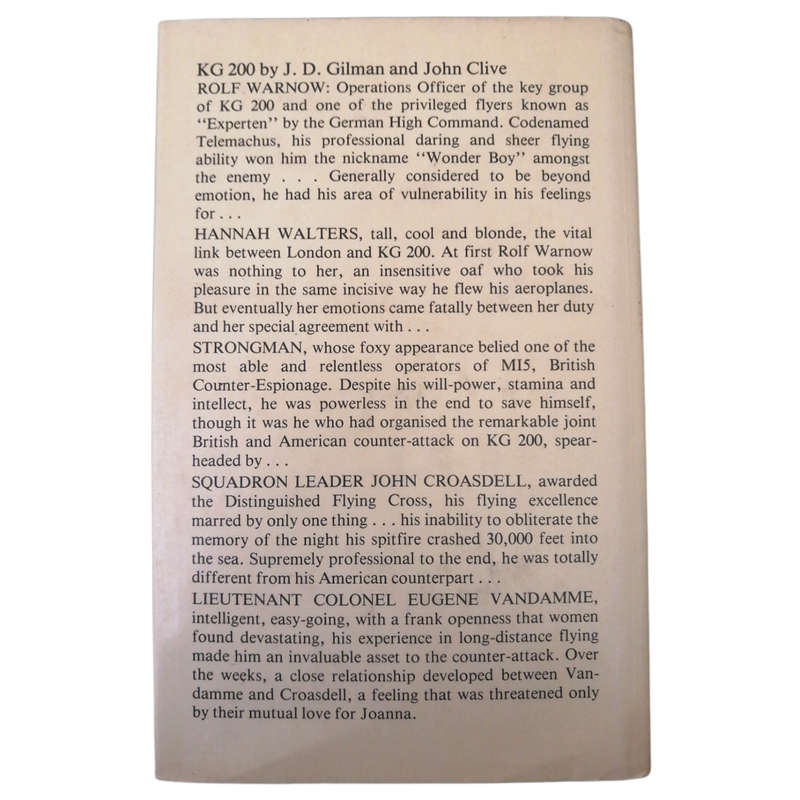 KG 200 by J. D. Gilman and John Clive
ROLF WARNOW: Operations Officer of the key group
of KG 200 and one of the privileged flyers known as
“Experten” by the German High Command. Codenamed
Telemachus, his professional daring and sheer flying
ability won him the nickname “Wonder Boy” amongst
the enemy . . . Generally considered to be beyond
emotion, he had his area of vulnerability in his feelings
for . . .
HANNAH WALTERS, tall, cool and blonde, the vital
link between London and KG 200. At first Rolf Warnow
was nothing to her, an insensitive oaf who took his
pleasure in the same incisive way he flew his aeroplanes.
But eventually her emotions came fatally between her duty
and her special agreement with . . .
STRONGMAN, whose foxy appearance belied one of the
most able and relentless operators of MI5, British
Counter-Espionage. Despite his will-power, stamina and
intellect, he was powerless in the end to save himself,
though it was he who had organised the remarkable joint
British and American counter-attack on KG 200, spear-
headed by . . .
SQUADRON LEADER JOHN CROASDELL, awarded
the Distinguished Flying Cross, his flying excellence
marred by only one thing . . . his inability to obliterate the
memory of the night his spitfire crashed 30,000 feet into
the sea. Supremely professional to the end, he was totally
different from his American counterpart . . .
LIEUTENANT COLONEL EUGENE VANDAMME,
intelligent, easy-going, with a frank openness that women
found devastating, his experience in long-distance flying
made him an invaluable asset to the counter-attack. Over
the weeks, a close relationship developed between Van-
damme and Croasdell, a feeling that was threatened only
by their mutual love for Joanna.